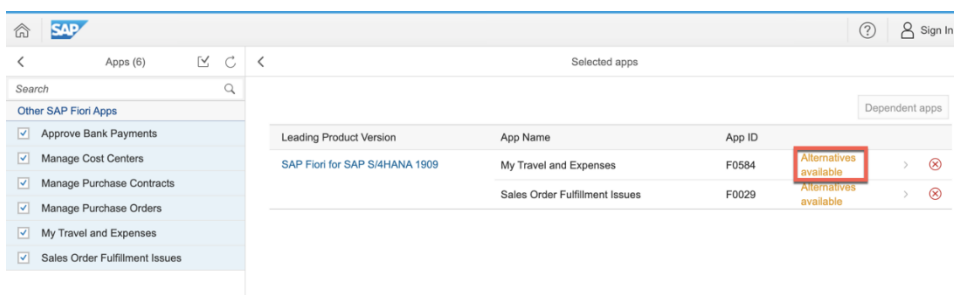 SAP
? Sign In
Apps (6)
Selected apps
Search
Other SAP Fiori Apps
Dependent apps
Approve Bank Payments
Manage Cost Centers
Manage Purchase Contracts
Manage Purchase Orders
My Travel and Expenses
Sales Order Fulfillment Issues
Leading Product Version App Name App ID
SAP Fiori for SAP S/4HANA 1909 My Travel and Expenses F0584 Alternatives
available
Sales Order Fulfillment Issues F0029 Alternatives
available